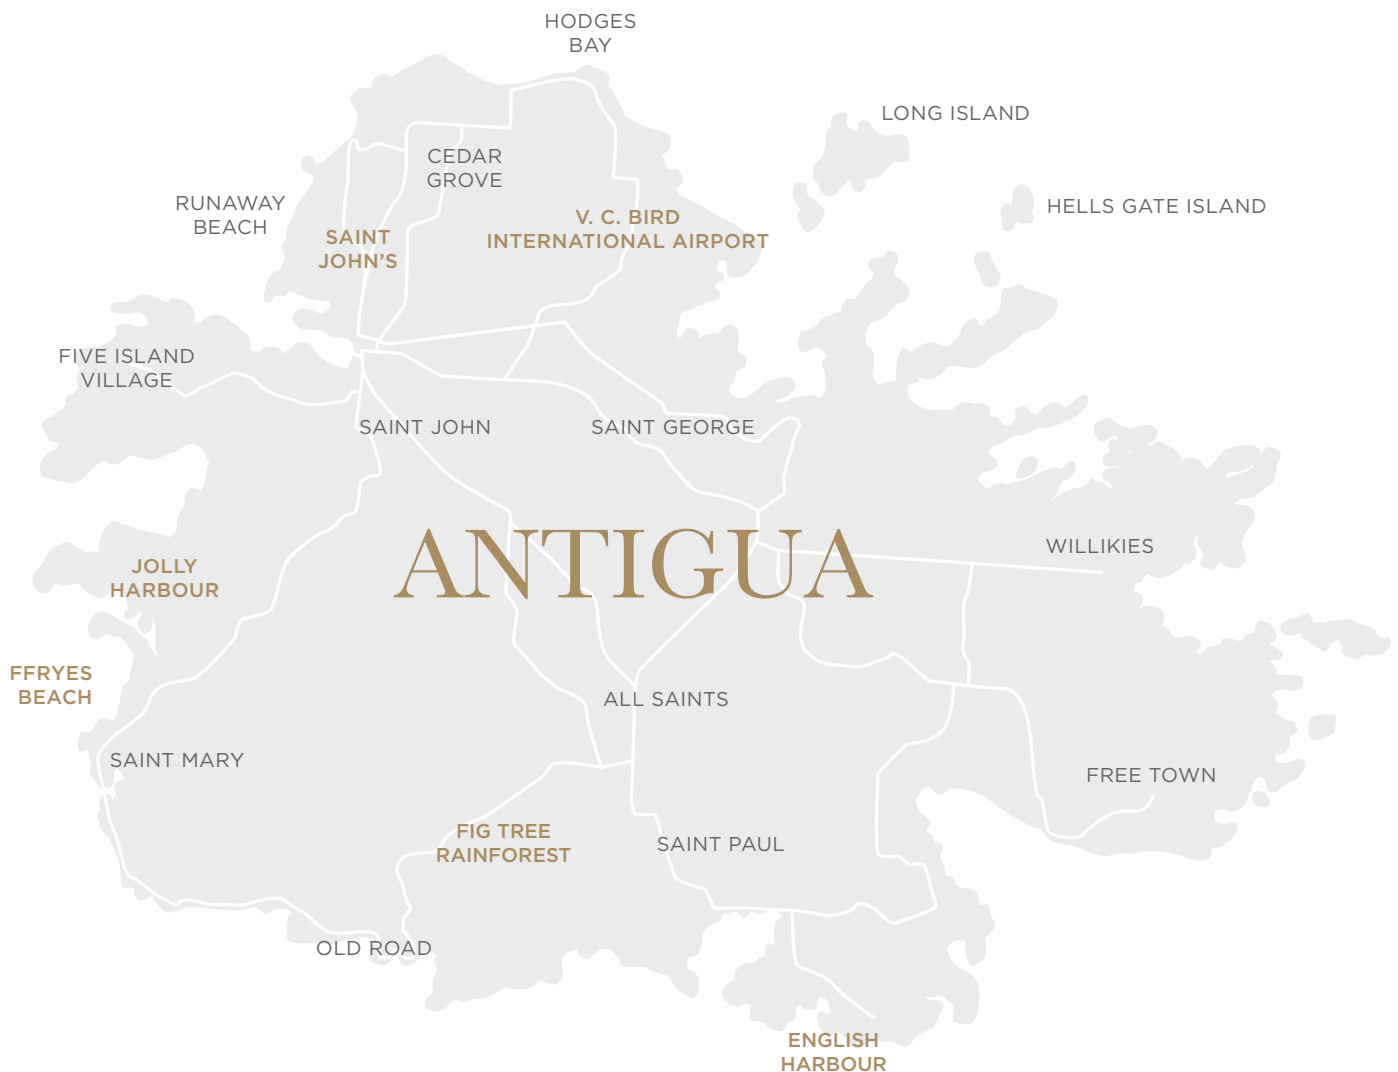 HODGES
BAY
LONG ISLAND
CEDAR
GROVE
RUNAWAY
BEACH
HELLS GATE ISLAND
V. C. BIRD
INTERNATIONAL AIRPORT
SAINT
JOHN’S
FIVE ISLAND
VILLAGE
SAINT JOHN
SAINT GEORGE
ANTIGUA
WILLIKIES
JOLLY
HARBOUR
FFRYES
BEACH
ALL SAINTS
SAINT MARY
FREE TOWN
FIG TREE
RAINFOREST
SAINT PAUL
OLD ROAD
ENGLISH
HARBOUR